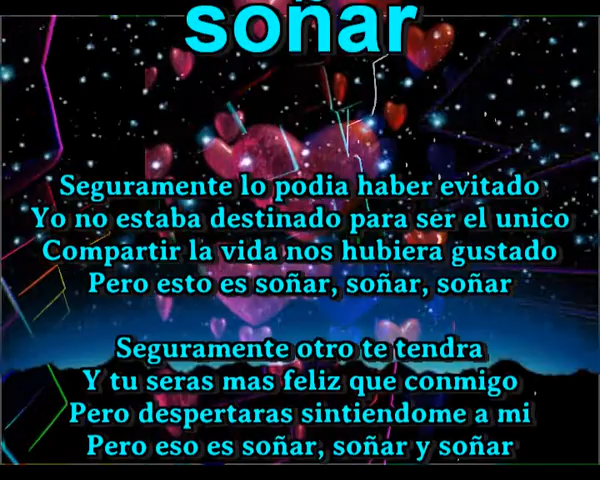 soñar
Seguramente lo podia haber evitado
Yo no estaba destinado para ser el unico
Compartir la vida nos hubiera gustado
Pero esto es soñar, soñar, soñar
Seguramente otro te tendra
Y tu seras mas feliz que conmigo
Pero despertaras sintiendome a mi
Pero eso es soñar, soñar y soñar